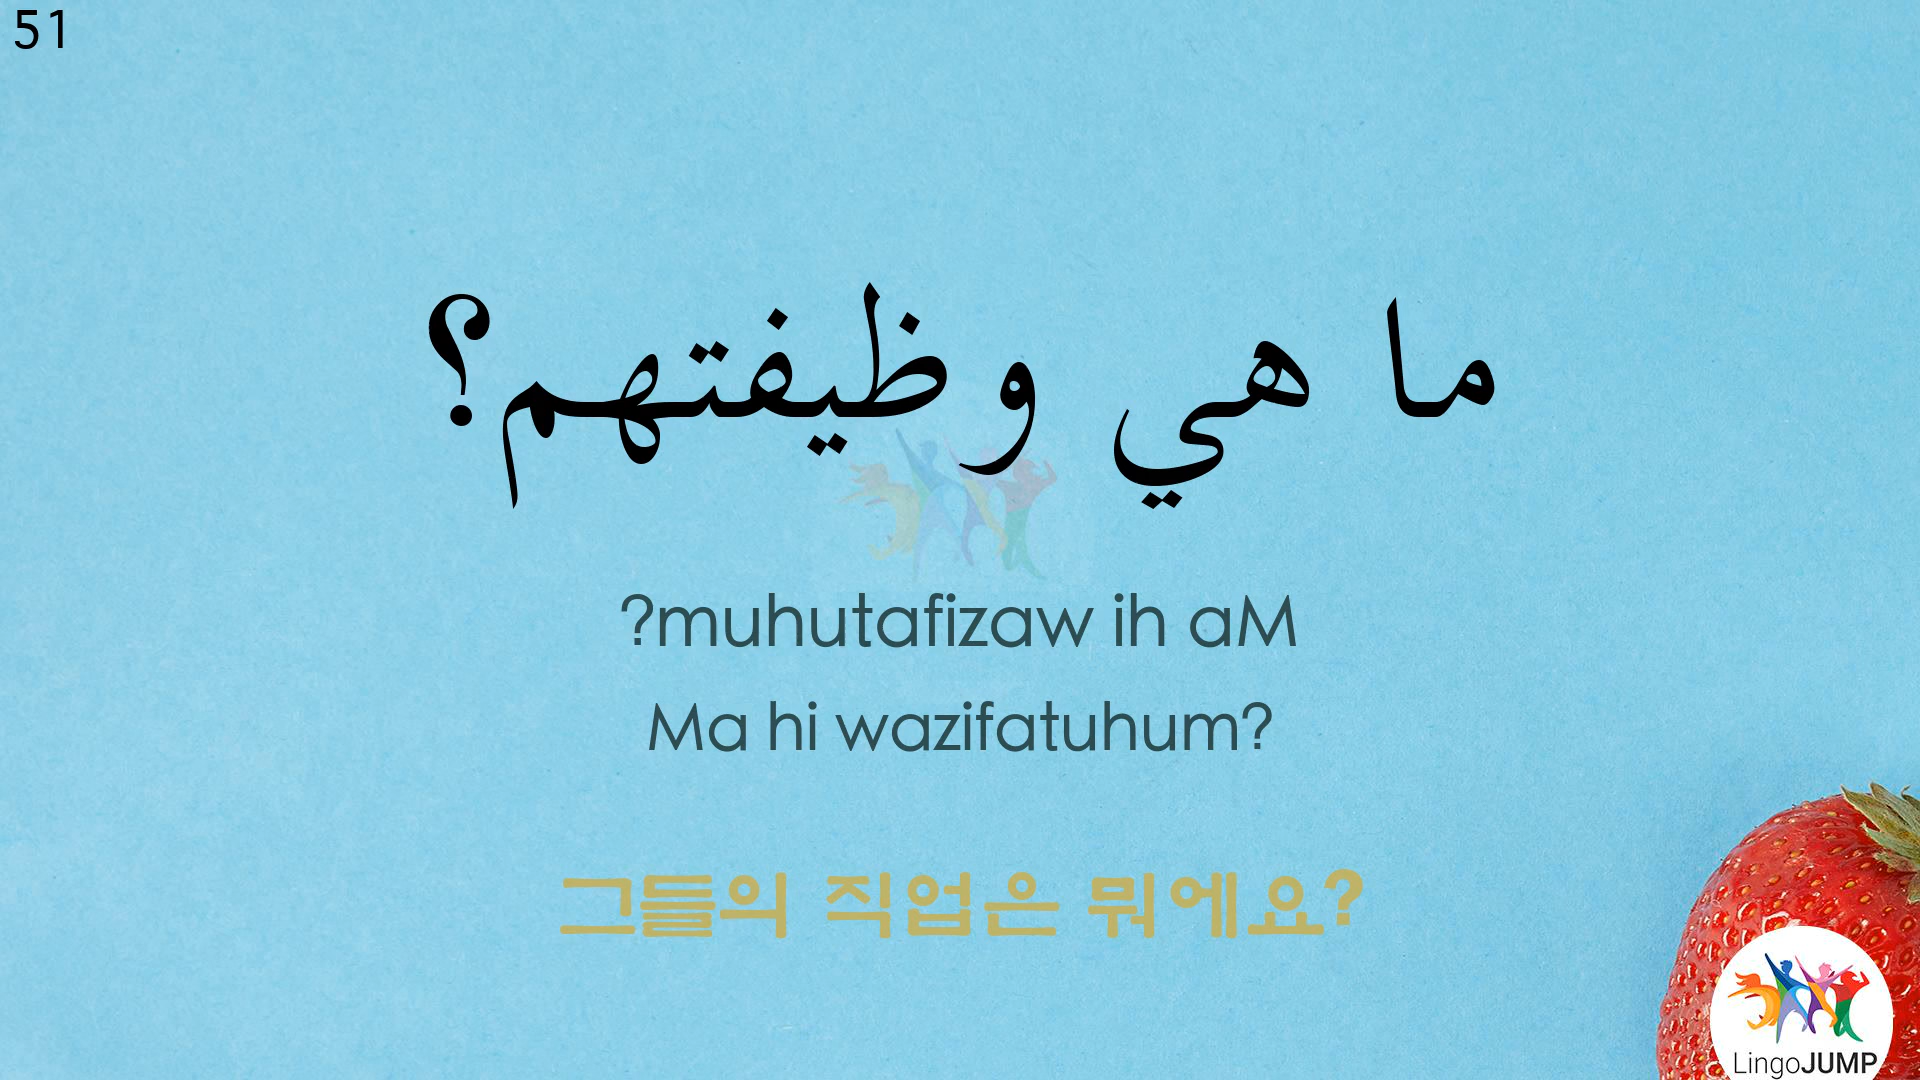 51
ما هي وظيفتهم؟
?muhutafizaw ih aM
Ma hi wazifatuhum?
그들의 직업은 뭐에요?
LingoJUMP